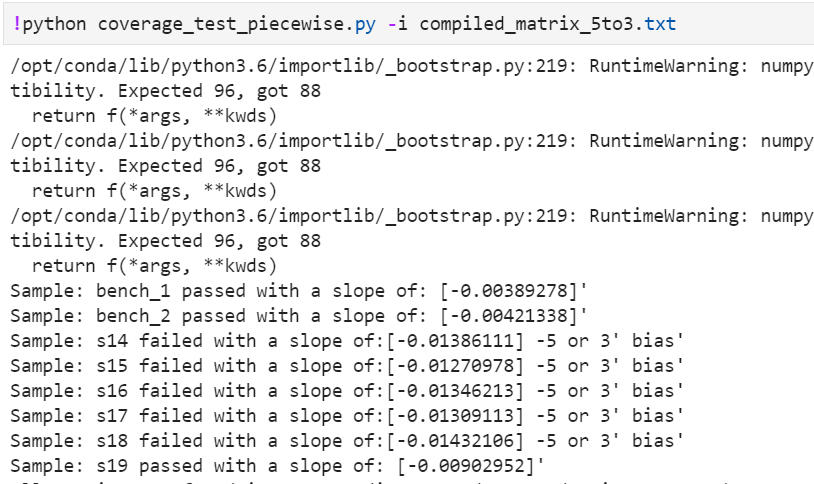 !python coverage_test_piecewise.py -i compiled_matrix_5to3.txt
/opt/conda/lib/python3.6/importlib/_bootstrap.py:219: RuntimeWarning: numpy
tibility. Expected 96, got 88
return f(*args, **kwds)
/opt/conda/lib/python3.6/importlib/_bootstrap.py:219: RuntimeWarning: numpy
tibility. Expected 96, got 88
return f(*args, **kwds)
/opt/conda/lib/python3.6/importlib/_bootstrap.py:219: RuntimeWarning: numpy
tibility. Expected 96, got 88
return f(*args, **kwds)
Sample: bench_1 passed with a slope of: [-0.00389278]'
Sample: bench_2 passed with a slope of: [-0.00421338]'
Sample: s14 failed with a slope of:[-0.01386111] -5 or 3' bias'
Sample: s15 failed with a slope of:[-0.01270978] -5 or 3' bias'
Sample: s16 failed with a slope of:[-0.01346213] -5 or 3' bias'
Sample: s17 failed with a slope of:[-0.01309113] -5 or 3' bias'
Sample: s18 failed with a slope of:[-0.01432106] -5 or 3' bias'
Sample: s19 passed with a slope of: [-0.00902952]'